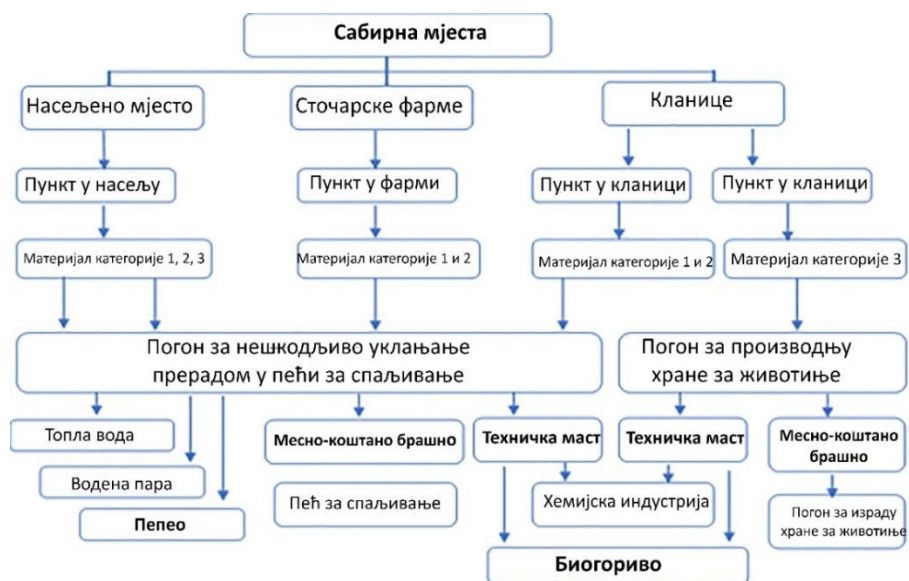 Сабирна мјеста
Насељено мјесто
Сточарске фарме
Кланице
Пункт у насељу
Пункт у фарми
Пункт у кланици
Пункт у кланици
Материјал категорије 1, 2, 3
Материјал категорије 1 и 2
Материјал категорије 1 и 2
Материјал категорије 3
Погон за нешкодљиво уклањање
прерадом у пећи за спаљивање
Погон за производњу
хране за животиње
Топла вода
Месно-коштано брашно
Техничка маст
Техничка маст
Месно-коштано
брашно
Водена пара
Пећ за спаљивање
Хемијска индустрија
Погон за израду
хране за животиње
Пепео
Биогориво